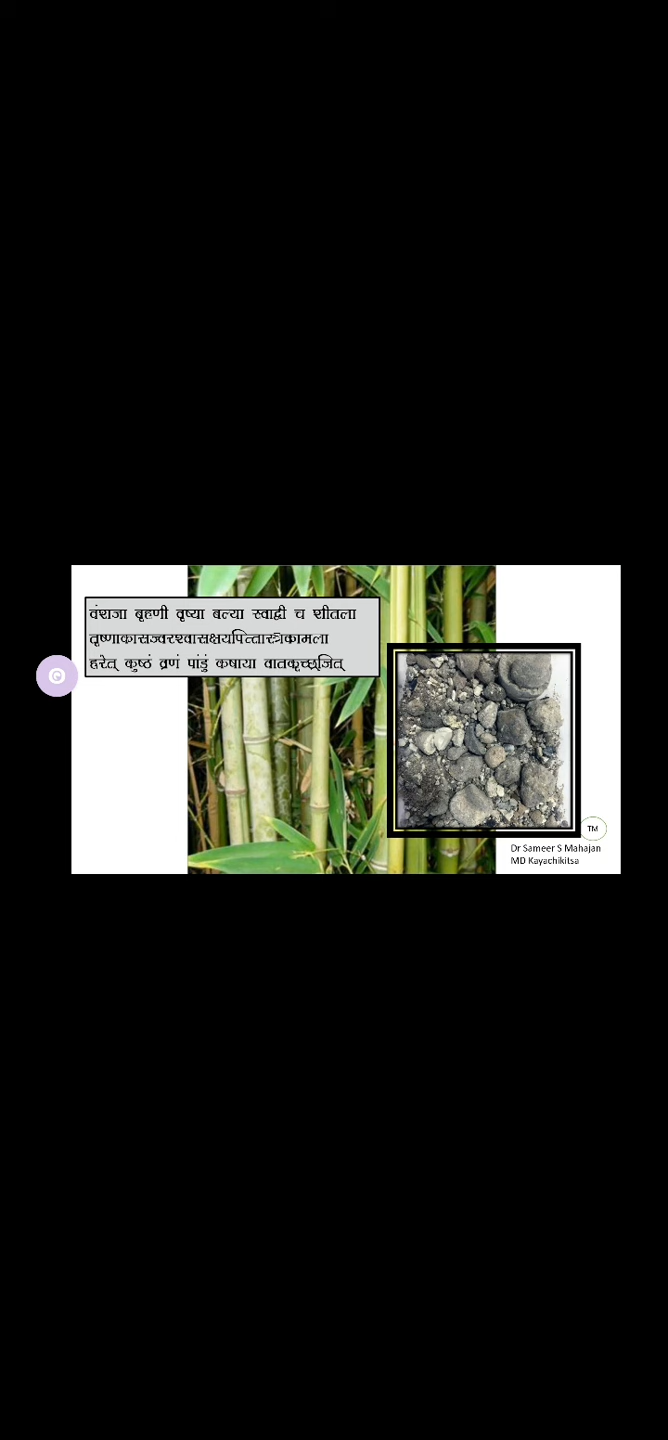 वंशजा बृहणी वृष्या बल्या स्वाद्वी च शीतला
तृष्णाकासज्वरश्वासक्षयपित्तास्त्रकामला
हरेत् कुष्ठं व्रणं पांडुं कषाया वातकृच्छ्रजित्
TM
Dr Sameer S Mahajan
MD Kayachikitsa